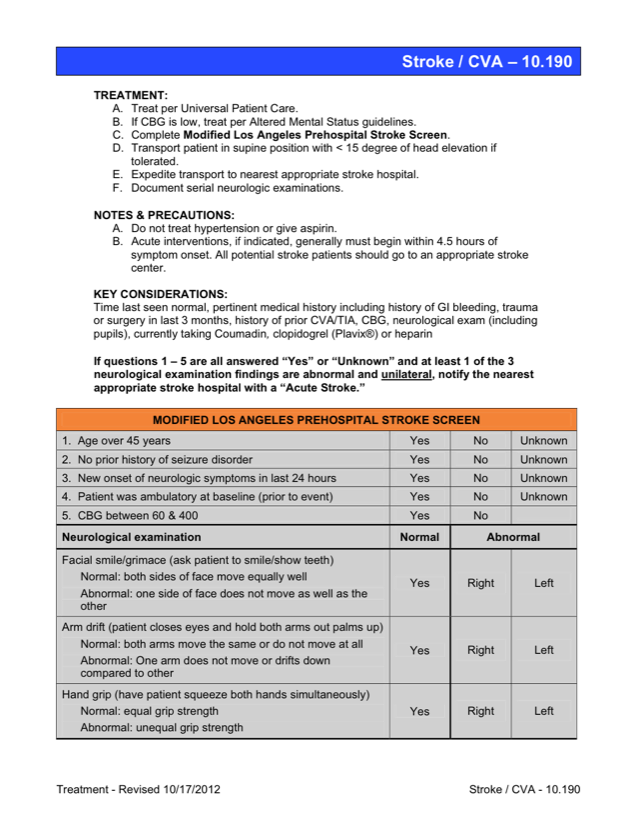 Stroke / CVA – 10.190
TREATMENT:
A. Treat per Universal Patient Care.
B. If CBG is low, treat per Altered Mental Status guidelines.
C. Complete Modified Los Angeles Prehospital Stroke Screen.
D. Transport patient in supine position with < 15 degree of head elevation if
tolerated.
E. Expedite transport to nearest appropriate stroke hospital.
F. Document serial neurologic examinations.
NOTES & PRECAUTIONS:
A. Do not treat hypertension or give aspirin.
B. Acute interventions, if indicated, generally must begin within 4.5 hours of
symptom onset. All potential stroke patients should go to an appropriate stroke
center.
KEY CONSIDERATIONS:
Time last seen normal, pertinent medical history including history of GI bleeding, trauma
or surgery in last 3 months, history of prior CVA/TIA, CBG, neurological exam (including
pupils), currently taking Coumadin, clopidogrel (Plavix®) or heparin
If questions 1 – 5 are all answered “Yes” or “Unknown” and at least 1 of the 3
neurological examination findings are abnormal and unilateral, notify the nearest
appropriate stroke hospital with a “Acute Stroke.”
MODIFIED LOS ANGELES PREHOSPITAL STROKE SCREEN
1. Age over 45 years Yes No Unknown
2. No prior history of seizure disorder Yes No Unknown
3. New onset of neurologic symptoms in last 24 hours Yes No Unknown
4. Patient was ambulatory at baseline (prior to event) Yes No Unknown
5. CBG between 60 & 400 Yes No
Neurological examination Normal Abnormal
Facial smile/grimace (ask patient to smile/show teeth)
Normal: both sides of face move equally well
Abnormal: one side of face does not move as well as the
other
Yes Right Left
Arm drift (patient closes eyes and hold both arms out palms up)
Normal: both arms move the same or do not move at all
Abnormal: One arm does not move or drifts down
compared to other
Yes Right Left
Hand grip (have patient squeeze both hands simultaneously)
Normal: equal grip strength
Abnormal: unequal grip strength
Yes Right Left
Treatment - Revised 10/17/2012 Stroke / CVA - 10.190